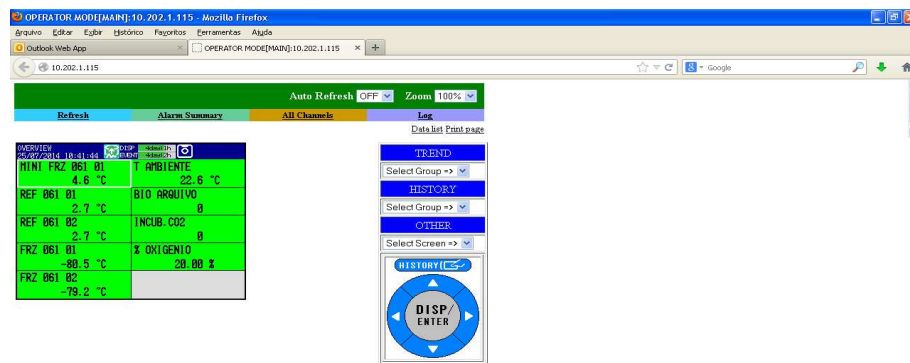 OPERATOR MODE[MAIN]:10.202.1.115 - Mozilla Firefox
Arquivo Editar Exibir Histórico Favoritos Ferramentas Ajuda
Outlook Web App × OPERATOR MODE[MAIN]:10.202.1.115 × +
10.202.1.115 Google
Auto Refresh OFF Zoom 100%
Refresh Alarm Summary All Channels Log
Data list Print page
OVERVIEW DISP 4dmd1h
25/07/2014 10:41:44 EVENT 4dmd2h
MINI FRZ 061 01 T AMBIENTE
4.6 °C 22.6 °C
REF 061 01 BIO ARQUIVO
2.7 °C 0
REF 061 02 INCUB.CO2
2.7 °C 0
FRZ 061 01 % OXIGENIO
-80.5 °C 20.00 %
FRZ 061 02
-79.2 °C
TREND
Select Group =>
HISTORY
Select Group =>
OTHER
Select Screen =>
HISTORY
DISP/
ENTER